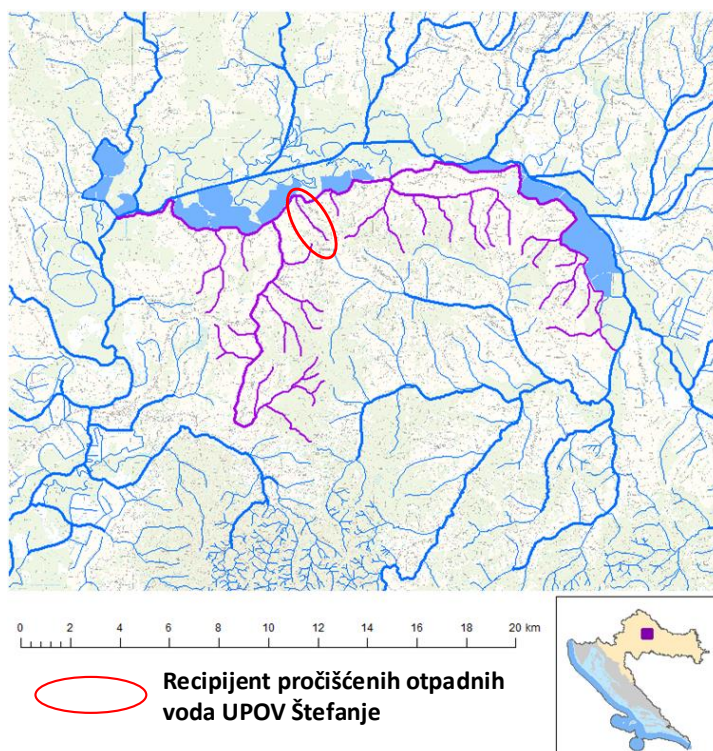 0 2 4 6 8 10 12 14 16 18 20 km
Recipijent pročišćenih otpadnih
voda UPOV Štefanje